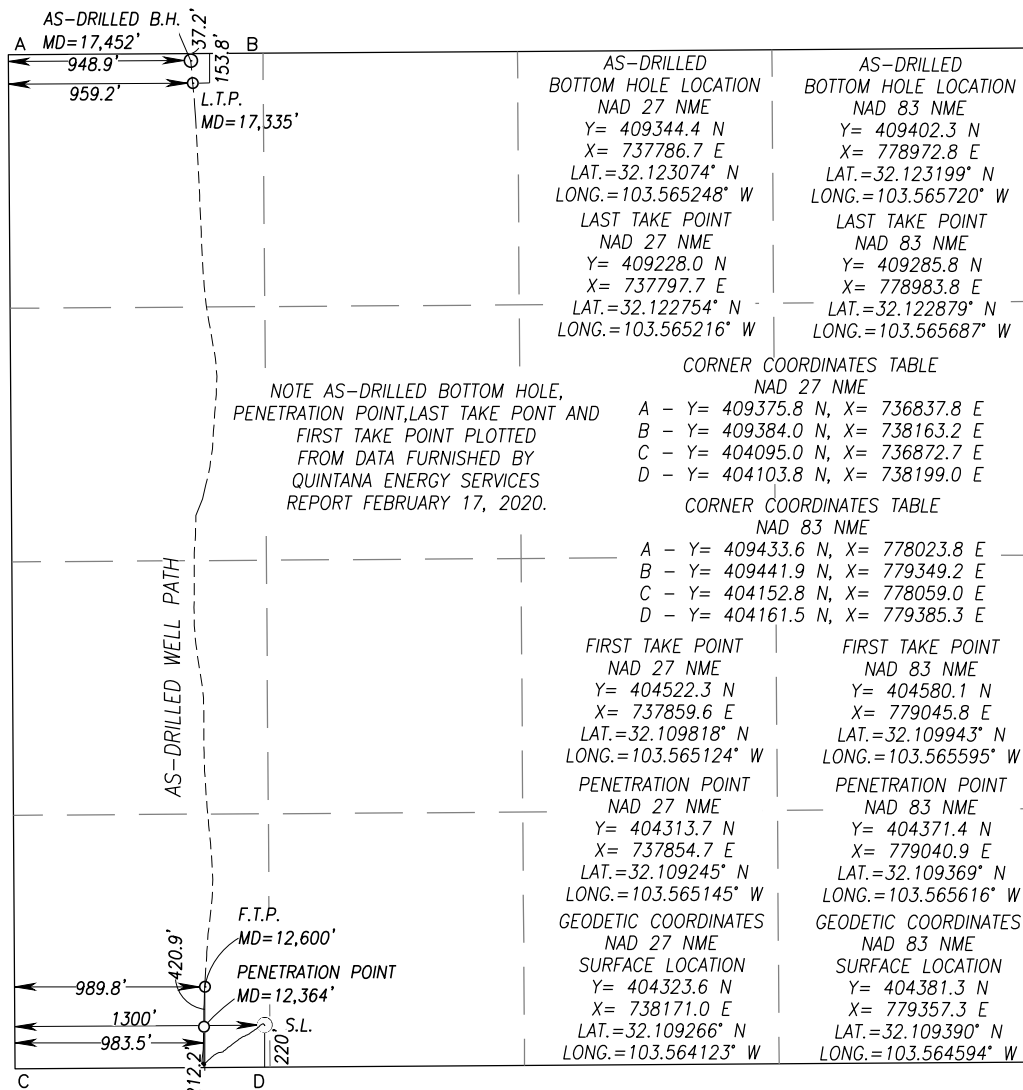 AS-DRILLED B.H.
MD=17,452'
37.2'
153.8'
A
B
948.9'
959.2'
L.T.P.
MD=17,335'
AS-DRILLED
BOTTOM HOLE LOCATION
NAD 27 NME
Y= 409344.4 N
X= 737786.7 E
LAT.=32.123074° N
LONG.=103.565248° W
LAST TAKE POINT
NAD 27 NME
Y= 409228.0 N
X= 737797.7 E
LAT.=32.122754° N
LONG.=103.565216° W
AS-DRILLED
BOTTOM HOLE LOCATION
NAD 83 NME
Y= 409402.3 N
X= 778972.8 E
LAT.=32.123199° N
LONG.=103.565720° W
LAST TAKE POINT
NAD 83 NME
Y= 409285.8 N
X= 778983.8 E
LAT.=32.122879° N
LONG.=103.565687° W
NOTE AS-DRILLED BOTTOM HOLE,
PENETRATION POINT,LAST TAKE PONT AND
FIRST TAKE POINT PLOTTED
FROM DATA FURNISHED BY
QUINTANA ENERGY SERVICES
REPORT FEBRUARY 17, 2020.
CORNER COORDINATES TABLE
NAD 27 NME
A - Y= 409375.8 N, X= 736837.8 E
B - Y= 409384.0 N, X= 738163.2 E
C - Y= 404095.0 N, X= 736872.7 E
D - Y= 404103.8 N, X= 738199.0 E
CORNER COORDINATES TABLE
NAD 83 NME
A - Y= 409433.6 N, X= 778023.8 E
B - Y= 409441.9 N, X= 779349.2 E
C - Y= 404152.8 N, X= 778059.0 E
D - Y= 404161.5 N, X= 779385.3 E
AS-DRILLED WELL PATH
FIRST TAKE POINT
NAD 27 NME
Y= 404522.3 N
X= 737859.6 E
LAT.=32.109818° N
LONG.=103.565124° W
PENETRATION POINT
NAD 27 NME
Y= 404313.7 N
X= 737854.7 E
LAT.=32.109245° N
LONG.=103.565145° W
GEODETIC COORDINATES
NAD 27 NME
SURFACE LOCATION
Y= 404323.6 N
X= 738171.0 E
LAT.=32.109266° N
LONG.=103.564123° W
FIRST TAKE POINT
NAD 83 NME
Y= 404580.1 N
X= 779045.8 E
LAT.=32.109943° N
LONG.=103.565595° W
PENETRATION POINT
NAD 83 NME
Y= 404371.4 N
X= 779040.9 E
LAT.=32.109369° N
LONG.=103.565616° W
GEODETIC COORDINATES
NAD 83 NME
SURFACE LOCATION
Y= 404381.3 N
X= 779357.3 E
LAT.=32.109390° N
LONG.=103.564594° W
F.T.P.
MD=12,600'
420.9'
PENETRATION POINT
MD=12,364'
989.8'
1300'
S.L.
983.5'
220'
C
D